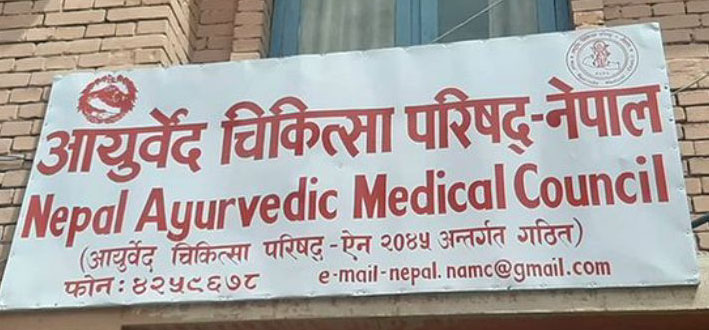 आयुर्वेद चिकित्सा परिषद्-नेपाल
Nepal Ayurvedic Medical Council
(आयुर्वेद चिकित्सा परिषद्-ऐन २०४५ अन्तर्गत गठित)
फोन : ४२५९६७८ e-mail-nepal.namc@gmail.com